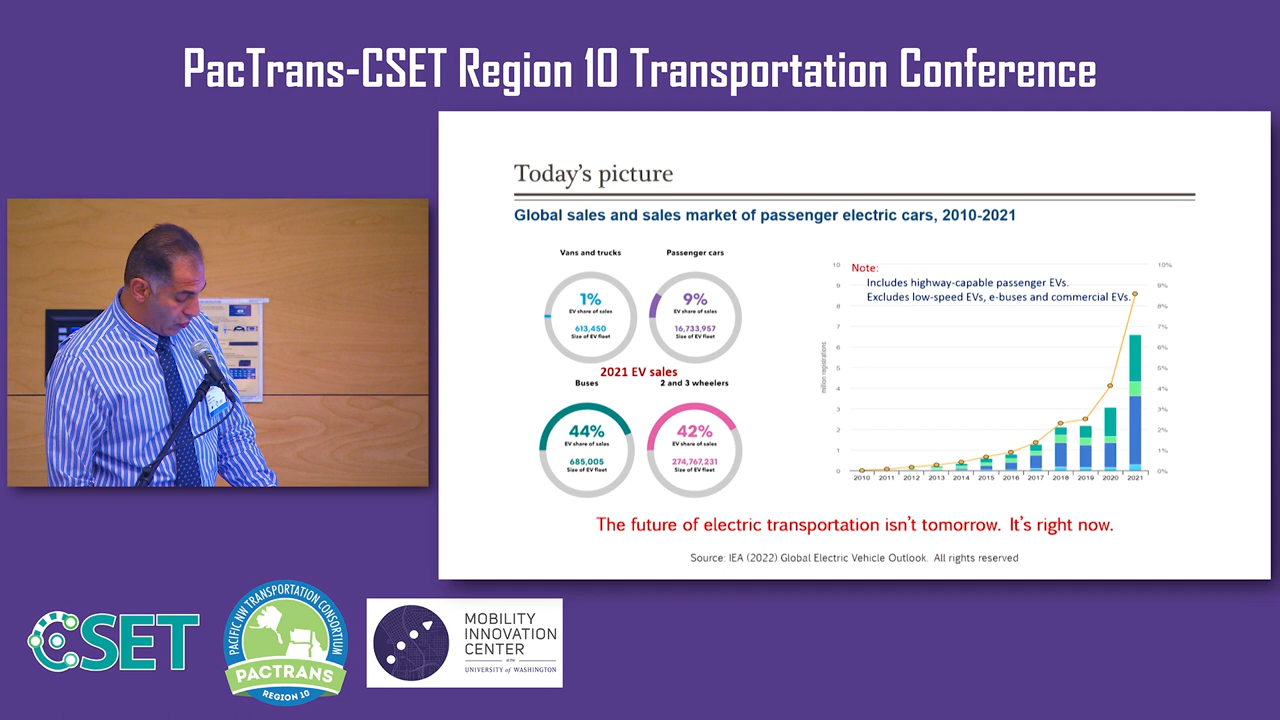 PacTrans-CSET Region 10 Transportation Conference
Today's picture
Global sales and sales market of passenger electric cars, 2010-2021
Vans and trucks
1%
EV share of sales
613,450
Size of EV fleet
Passenger cars
9%
EV share of sales
16,733,957
Size of EV fleet
2021 EV sales
Buses
44%
EV share of sales
685,005
Size of EV fleet
2 and 3 wheelers
42%
EV share of sales
274,767,231
Size of EV fleet
Note:
Includes highway-capable passenger EVs.
Excludes low-speed EVs, e-buses and commercial EVs.
million registrations
10
9
8
7
6
5
4
3
2
1
0
10%
9%
8%
7%
6%
5%
4%
3%
2%
1%
0%
2010 2011 2012 2013 2014 2015 2016 2017 2018 2019 2020 2021
The future of electric transportation isn't tomorrow. It's right now.
Source: IEA (2022) Global Electric Vehicle Outlook. All rights reserved
CSET
PACIFIC NW TRANSPORTATION CONSORTIUM
PACTRANS
REGION 10
MOBILITY
INNOVATION
CENTER
AT THE
UNIVERSITY of WASHINGTON